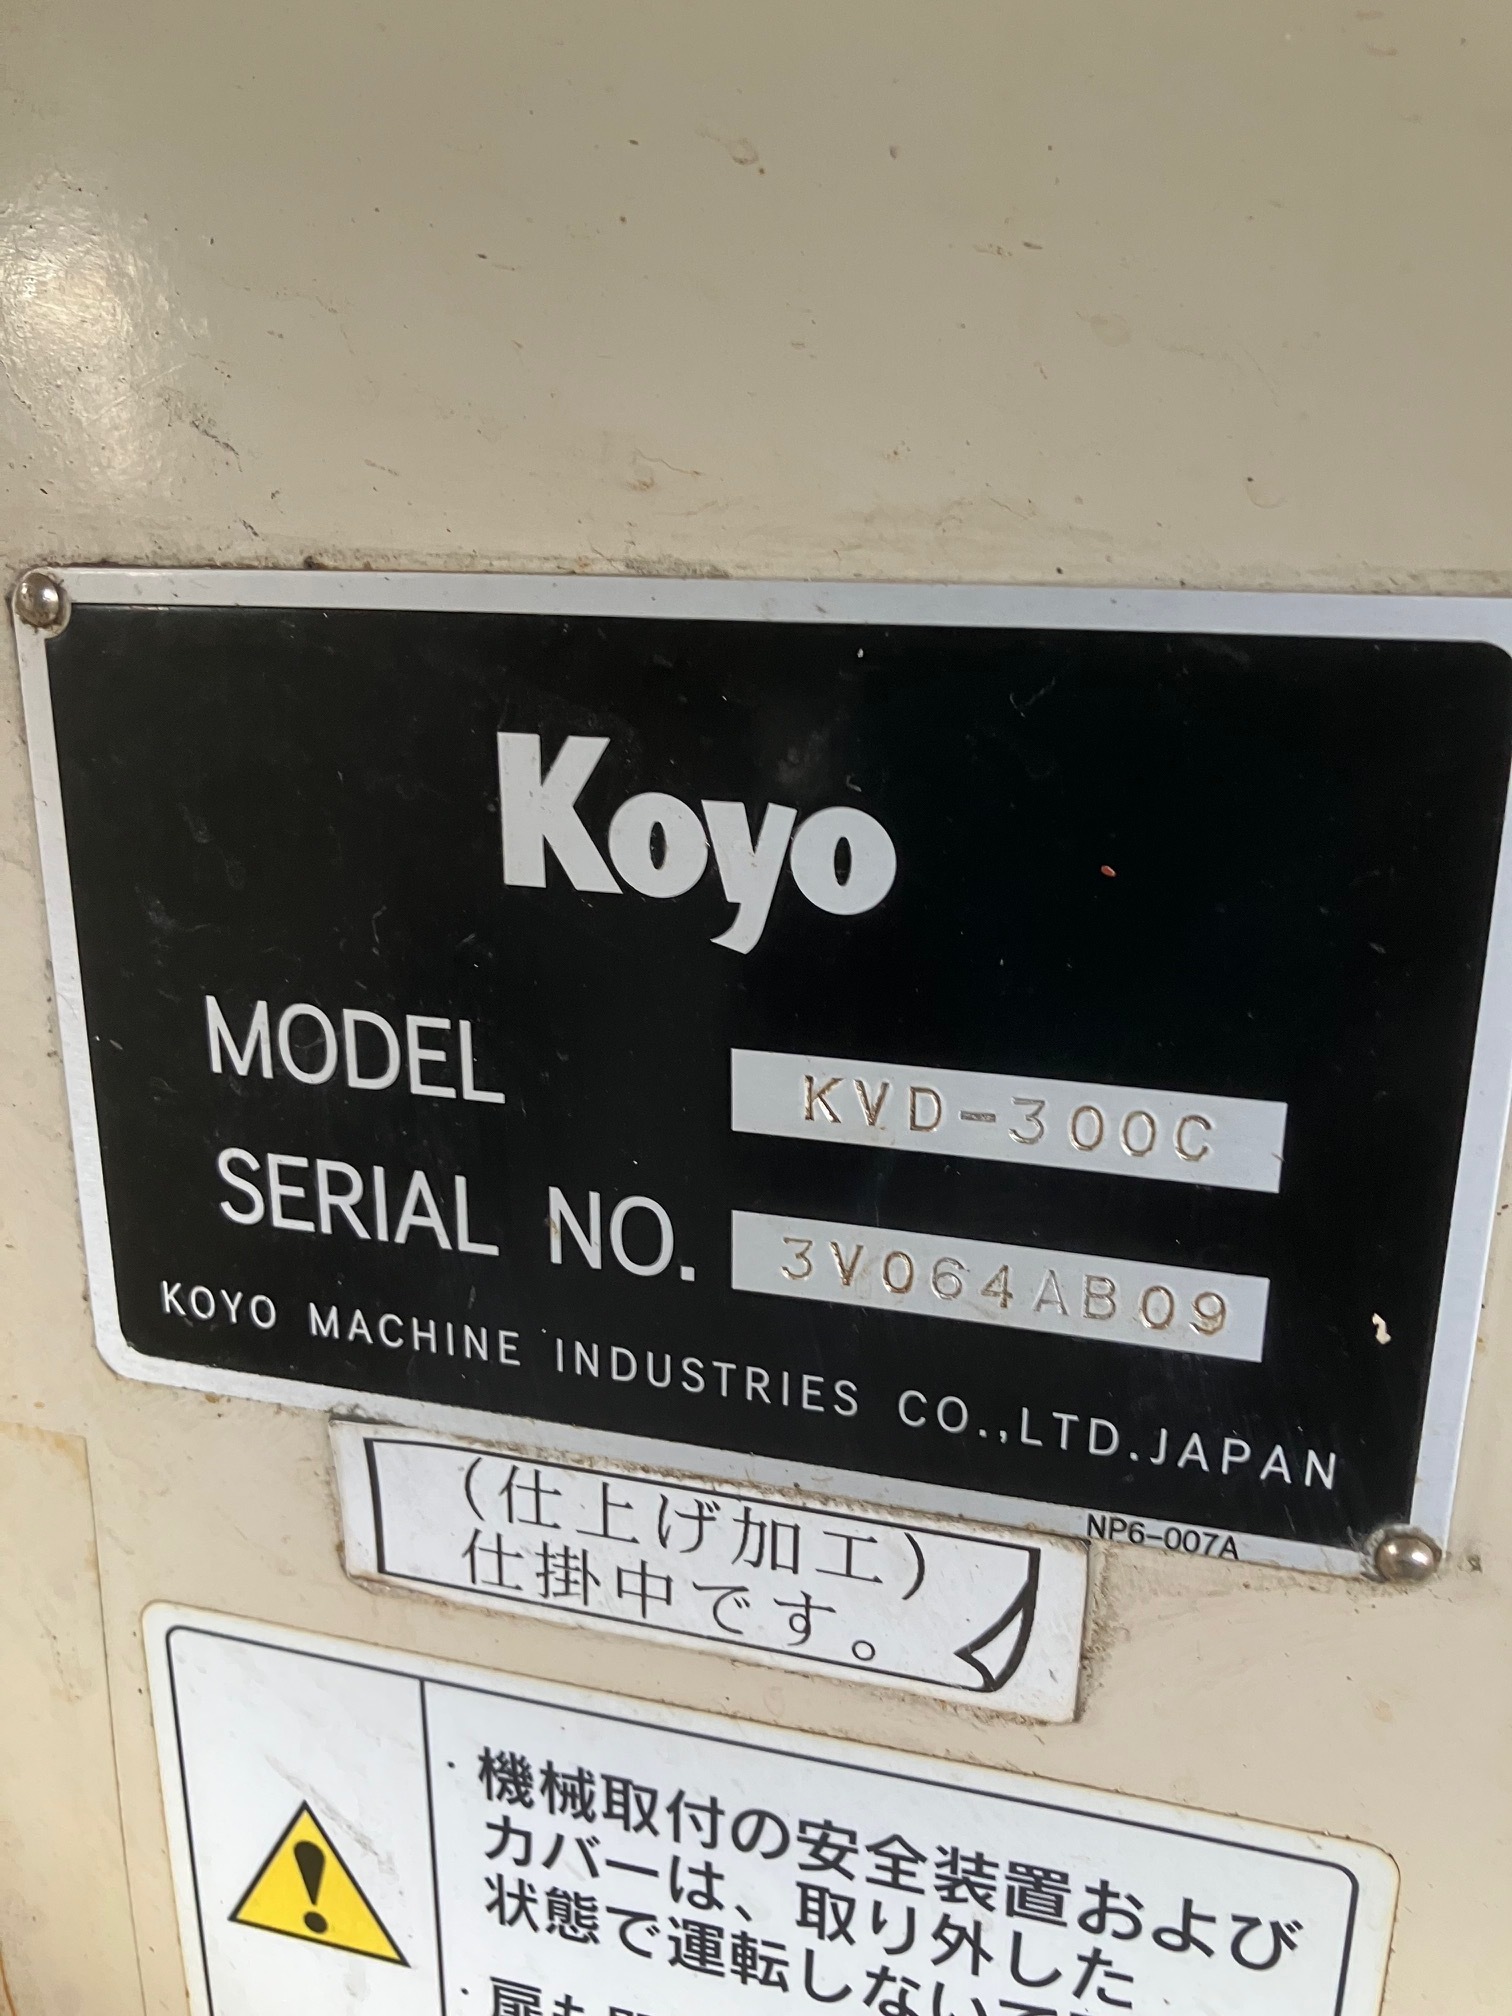 Koyo
MODEL KVD-300C
SERIAL NO. 3V064AB09
KOYO MACHINE INDUSTRIES CO.,LTD.JAPAN
NP6-007A
(仕上げ加工)
仕掛中です。
・機械取付の安全装置および
カバーは、取り外した
状態で運転しない